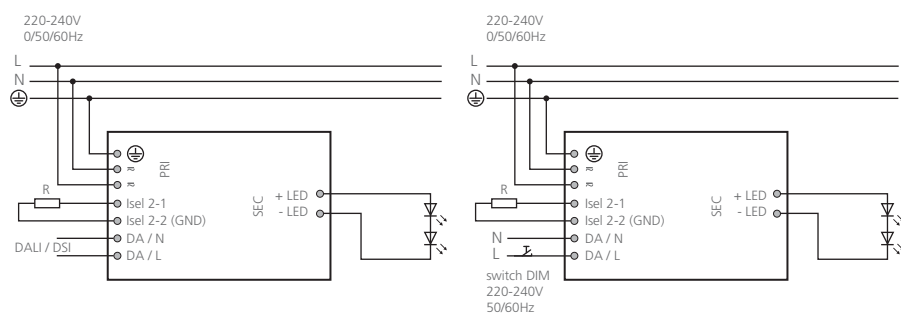 220-240V
0/50/60Hz
L
N
PRI
R
Isel 2-1
Isel 2-2 (GND)
DA / N
DALI / DSI
DA / L
SEC
+ LED
- LED
220-240V
0/50/60Hz
L
N
PRI
R
Isel 2-1
Isel 2-2 (GND)
N
DA / N
L
DA / L
SEC
+ LED
- LED
switch DIM
220-240V
50/60Hz